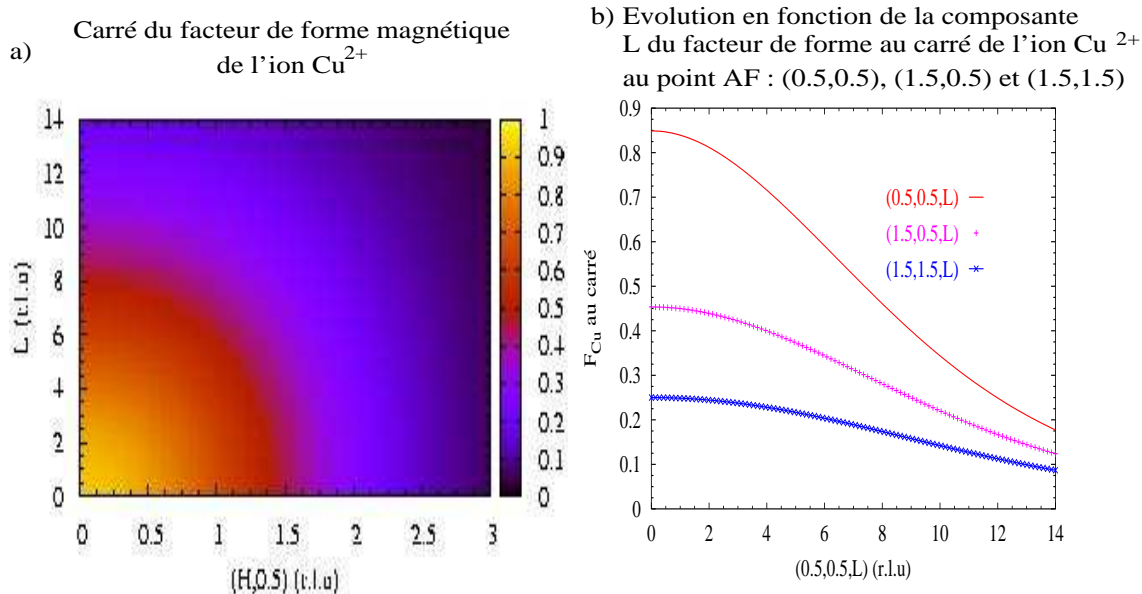 a)
Carré du facteur de forme magnétique
de l'ion Cu2+
14
12
10
8
6
4
2
0
L (r.l.u)
0 0.5 1 1.5 2 2.5 3
(H,0.5) (r.l.u)
1
0.9
0.8
0.7
0.6
0.5
0.4
0.3
0.2
0.1
0
b) Evolution en fonction de la composante
L du facteur de forme au carré de l'ion Cu 2+
au point AF : (0.5,0.5), (1.5,0.5) et (1.5,1.5)
0.9
0.8
0.7
0.6
0.5
0.4
0.3
0.2
0.1
0
FCu au carré
(0.5,0.5,L)
(1.5,0.5,L)
(1.5,1.5,L)
0 2 4 6 8 10 12 14
(0.5,0.5,L) (r.l.u)